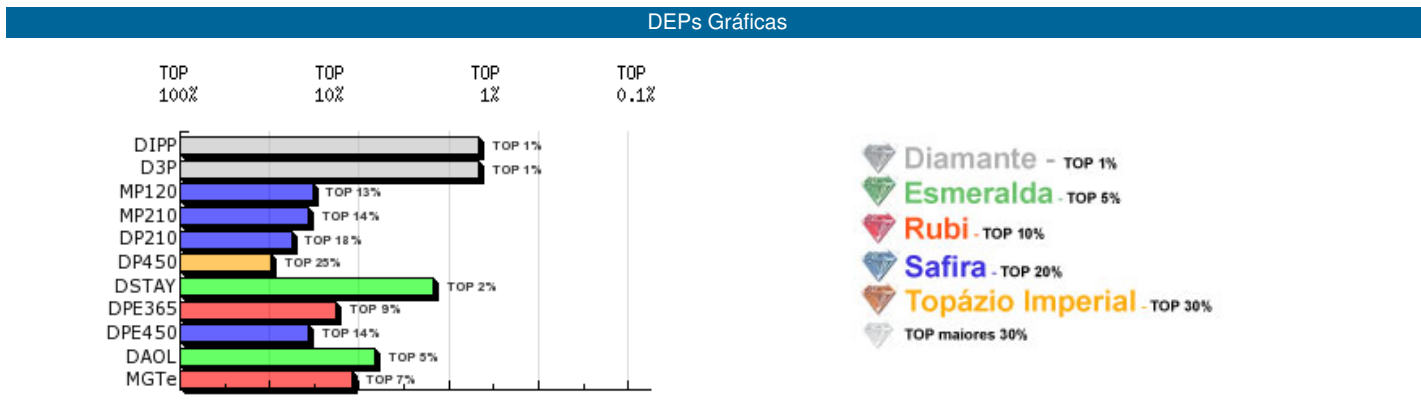 DEPs Gráficas
TOP 100%
TOP 10%
TOP 1%
TOP 0.1%
DIPP TOP 1%
D3P TOP 1%
MP120 TOP 13%
MP210 TOP 14%
DP210 TOP 18%
DP450 TOP 25%
DSTAY TOP 2%
DPE365 TOP 9%
DPE450 TOP 14%
DAOL TOP 5%
MGTe TOP 7%
Diamante - TOP 1%
Esmeralda - TOP 5%
Rubi - TOP 10%
Safira - TOP 20%
Topázio Imperial - TOP 30%
TOP maiores 30%